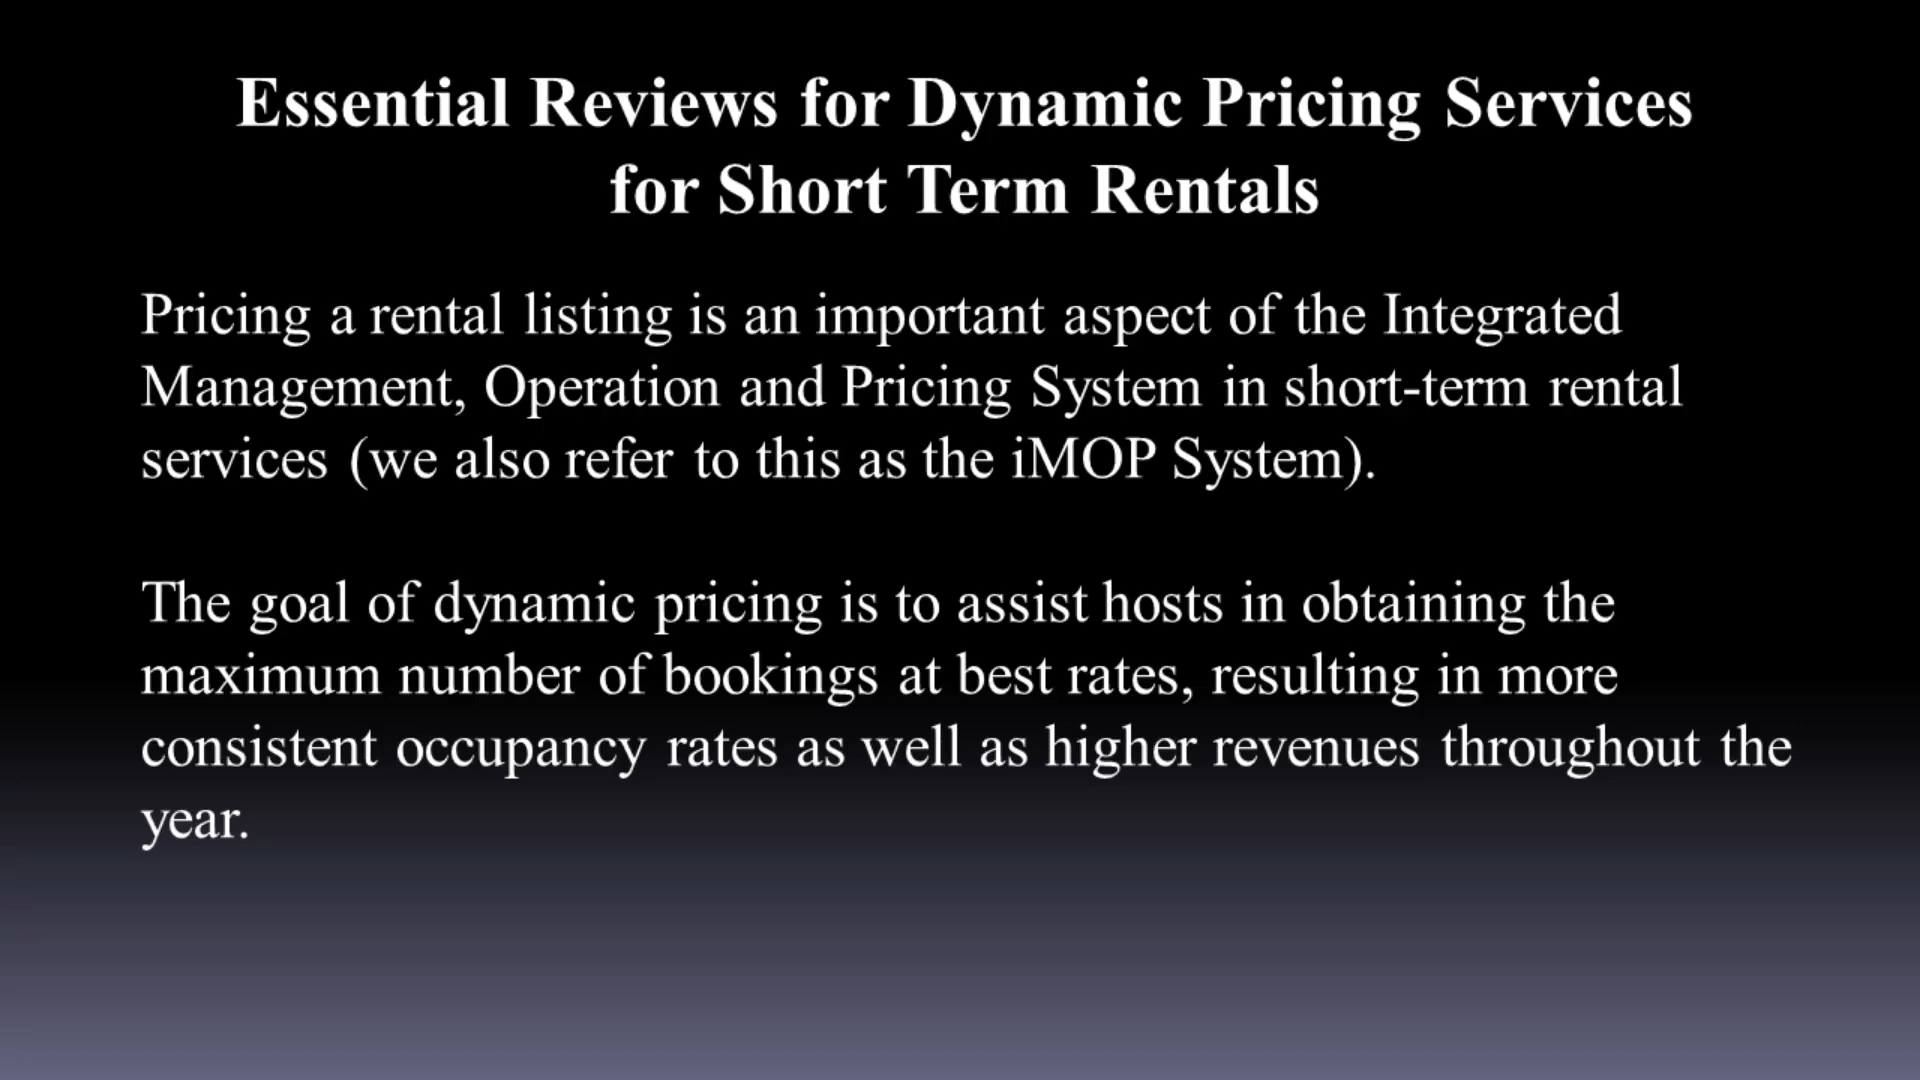 Essential Reviews for Dynamic Pricing Services
for Short Term Rentals
Pricing a rental listing is an important aspect of the Integrated
Management, Operation and Pricing System in short-term rental
services (we also refer to this as the iMOP System).
The goal of dynamic pricing is to assist hosts in obtaining the
maximum number of bookings at best rates, resulting in more
consistent occupancy rates as well as higher revenues throughout the
year.